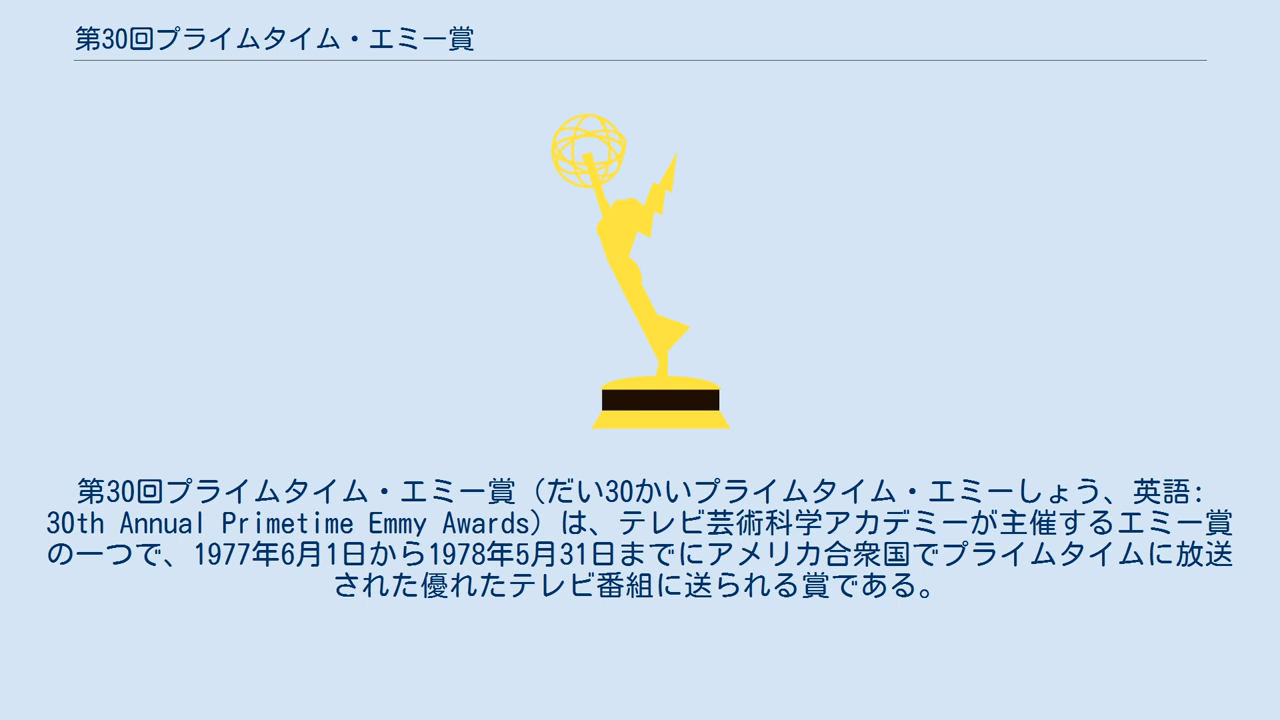 第30回プライムタイム・エミー賞
第30回プライムタイム・エミー賞（だい30かいプライムタイム・エミーしょう、英語:
30th Annual Primetime Emmy Awards）は、テレビ芸術科学アカデミーが主催するエミー賞
の一つで、1977年6月1日から1978年5月31日までにアメリカ合衆国でプライムタイムに放送
された優れたテレビ番組に送られる賞である。